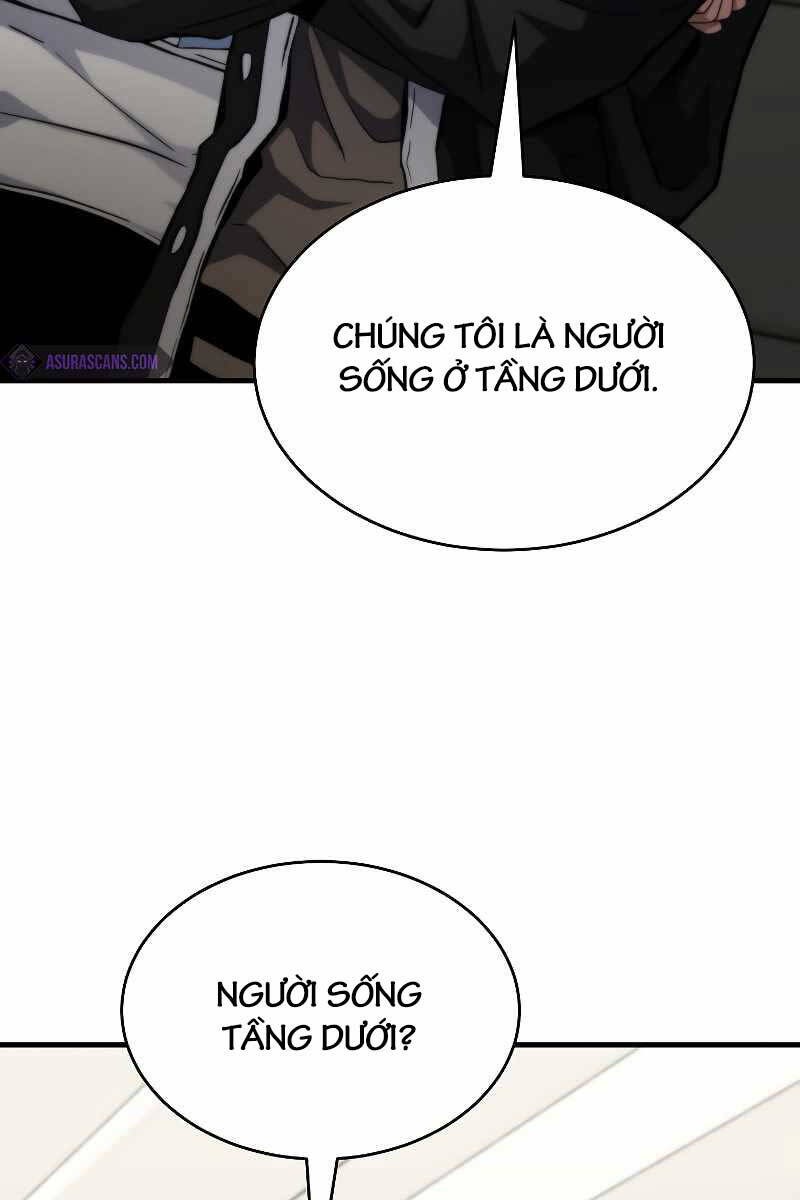 ASURASCANS.COM
CHÚNG TÔI LÀ NGƯỜI
SỐNG Ở TẦNG DƯỚI.
NGƯỜI SỐNG
TẦNG DƯỚI?